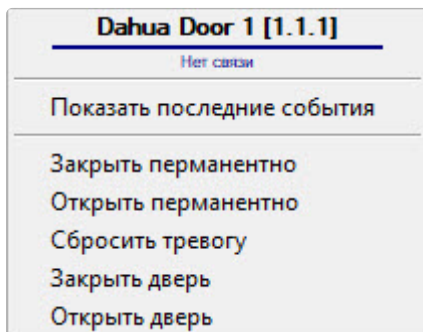 Dahua Door 1 [1.1.1]
Нет связи
Показать последние события
Закрыть перманентно
Открыть перманентно
Сбросить тревогу
Закрыть дверь
Открыть дверь